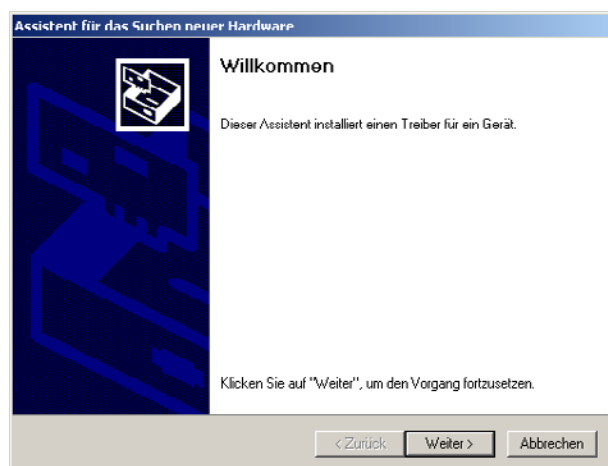 Assistent für das Suchen neuer Hardware
Willkommen
Dieser Assistent installiert einen Treiber für ein Gerät.
Klicken Sie auf "Weiter", um den Vorgang fortzusetzen.
< Zurück Weiter > Abbrechen